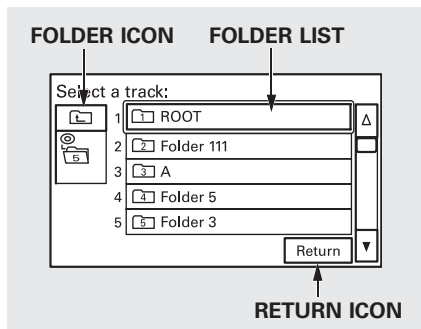 FOLDER ICON FOLDER LIST
Select a track:
1 1 ROOT
2 2 Folder 111
5
3 3 A
4 4 Folder 5
5 5 Folder 3
Return
RETURN ICON